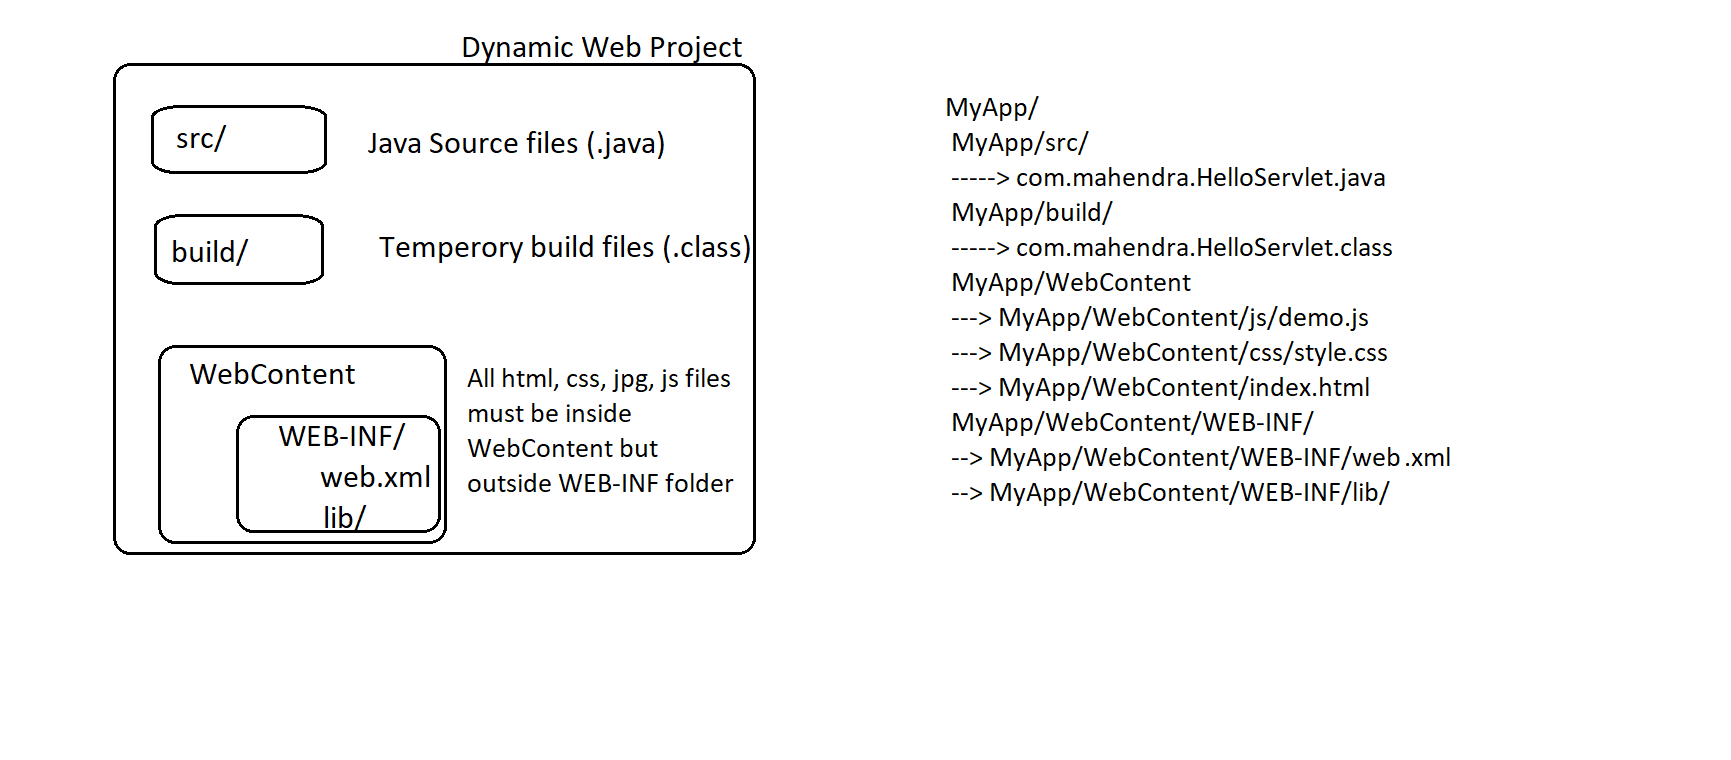 Dynamic Web Project
src/
Java Source files (.java)
build/
Temperory build files (.class)
WebContent
WEB-INF/
web.xml
lib/
All html, css, jpg, js files
must be inside
WebContent but
outside WEB-INF folder
MyApp/
MyApp/src/
-----> com.mahendra.HelloServlet.java
MyApp/build/
-----> com.mahendra.HelloServlet.class
MyApp/WebContent
---> MyApp/WebContent/js/demo.js
---> MyApp/WebContent/css/style.css
---> MyApp/WebContent/index.html
MyApp/WebContent/WEB-INF/
--> MyApp/WebContent/WEB-INF/web.xml
--> MyApp/WebContent/WEB-INF/lib/